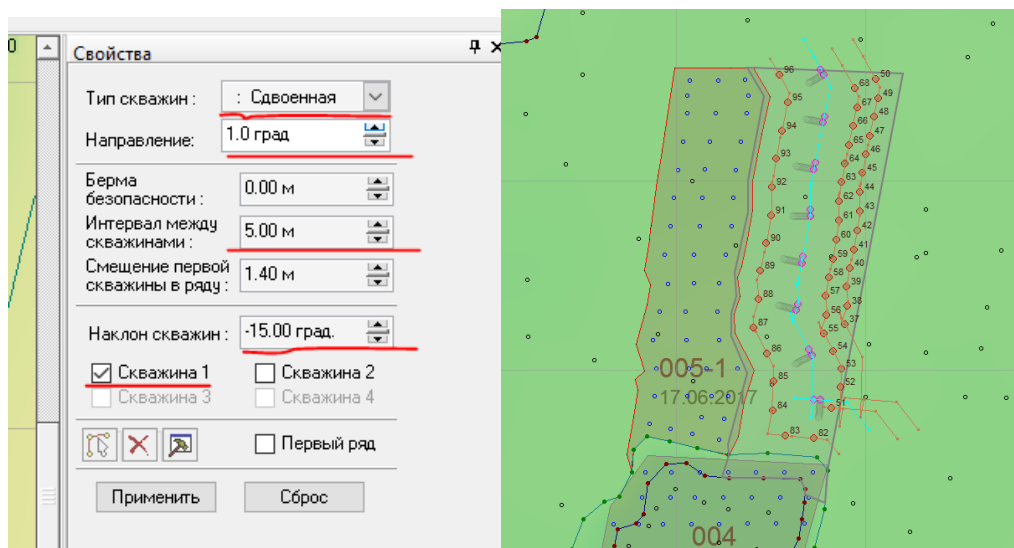 0
Свойства
Тип скважин :
: Сдвоенная
Направление:
1.0 град
Берма
безопасности :
0.00 м
Интервал между
скважинами :
5.00 м
Смещение первой
скважины в ряду :
1.40 м
Наклон скважин :
-15.00 град.
Скважина 1
Скважина 2
Скважина 3
Скважина 4
Первый ряд
Применить
Сброс
96
50
95
68
49
67
48
94
66
47
65
46
93
64
45
63
92
62
44
91
61
43
60
42
90
59
41
89
58
40
57
39
88
56
38
87
55
37
86
54
53
85
52
84
51
83
82
005-1
17.06.2017
004